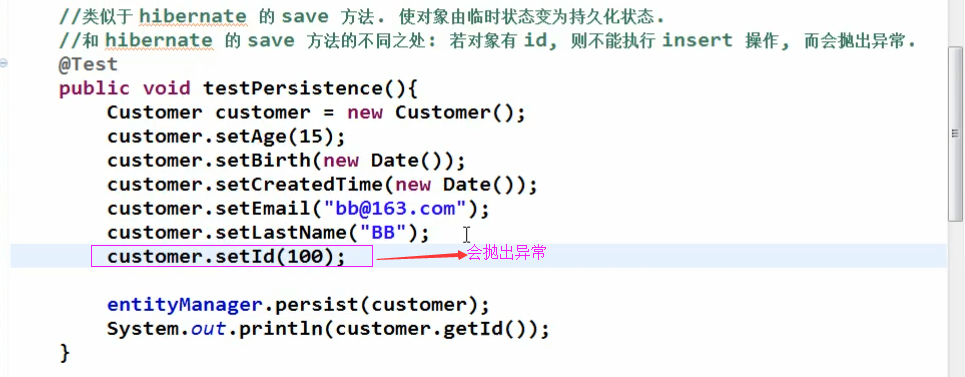 //类似于 hibernate 的 save 方法. 使对象由临时状态变为持久化状态.
//和 hibernate 的 save 方法的不同之处: 若对象有 id, 则不能执行 insert 操作, 而会抛出异常.
@Test
public void testPersistence(){
Customer customer = new Customer();
customer.setAge(15);
customer.setBirth(new Date());
customer.setCreatedTime(new Date());
customer.setEmail("bb@163.com");
customer.setLastName("BB");
customer.setId(100); 会抛出异常
entityManager.persist(customer);
System.out.println(customer.getId());
}